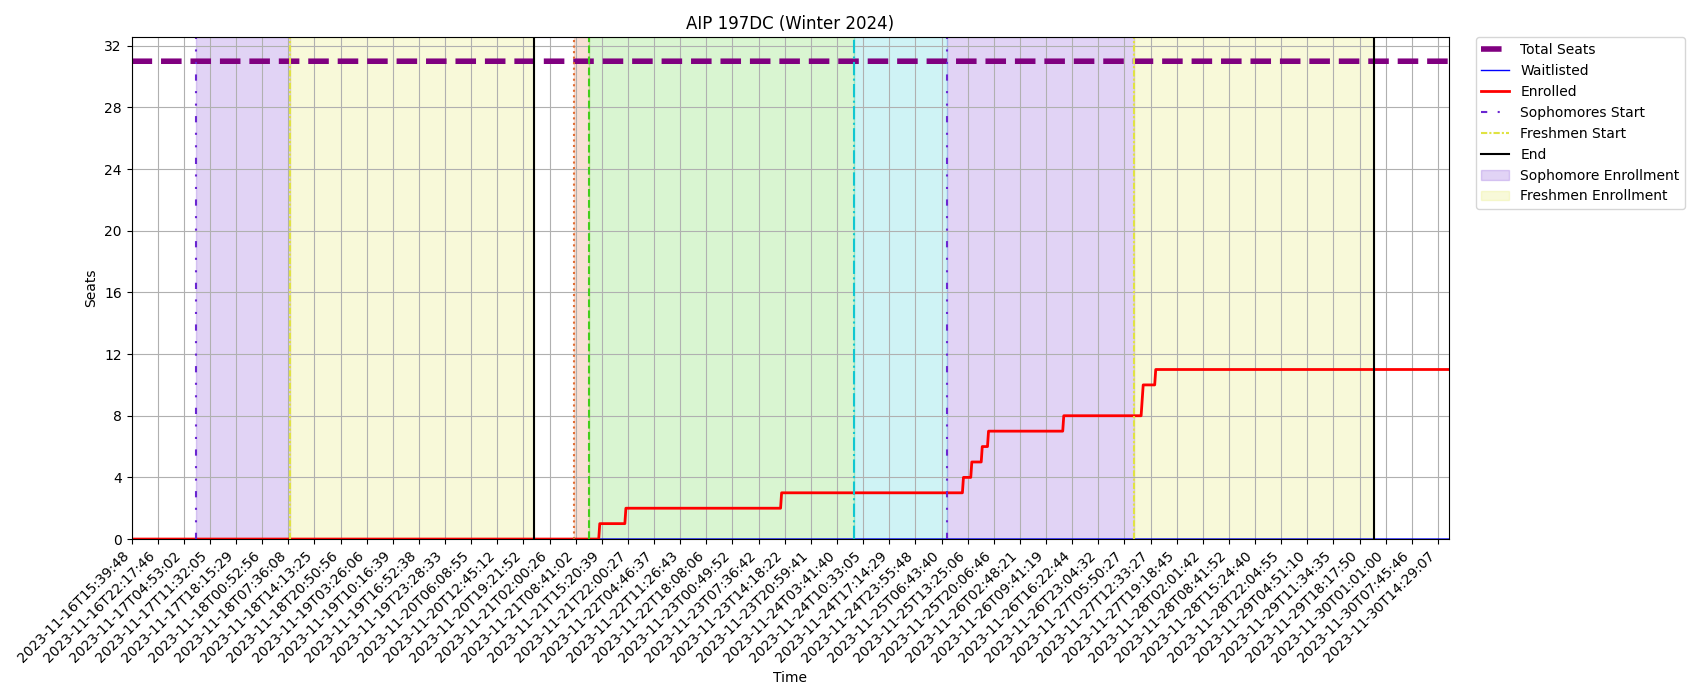 AIP 197DC (Winter 2024)
Total Seats
Waitlisted
Enrolled
Sophomores Start
Freshmen Start
End
Sophomore Enrollment
Freshmen Enrollment
Seats
32
28
24
20
16
12
8
4
0
2023-11-16T15:39:48
2023-11-16T22:17:46
2023-11-17T04:53:02
2023-11-17T11:32:05
2023-11-17T18:15:29
2023-11-18T00:52:56
2023-11-18T07:36:08
2023-11-18T14:13:25
2023-11-18T20:50:56
2023-11-19T03:26:06
2023-11-19T10:16:39
2023-11-19T16:52:38
2023-11-19T23:28:33
2023-11-20T06:08:55
2023-11-20T12:45:12
2023-11-20T19:21:52
2023-11-21T02:00:26
2023-11-21T08:41:02
2023-11-21T15:20:39
2023-11-21T22:00:27
2023-11-22T04:46:37
2023-11-22T11:26:43
2023-11-22T18:08:06
2023-11-23T00:49:52
2023-11-23T07:36:42
2023-11-23T14:18:22
2023-11-23T20:59:41
2023-11-24T03:41:40
2023-11-24T10:33:05
2023-11-24T17:14:29
2023-11-24T23:55:48
2023-11-25T06:43:40
2023-11-25T13:25:06
2023-11-25T20:06:46
2023-11-26T02:48:21
2023-11-26T09:41:19
2023-11-26T16:22:44
2023-11-26T23:04:32
2023-11-27T05:50:27
2023-11-27T12:33:27
2023-11-27T19:18:45
2023-11-28T02:01:42
2023-11-28T08:41:52
2023-11-28T15:24:40
2023-11-28T22:04:55
2023-11-29T04:51:10
2023-11-29T11:34:35
2023-11-29T18:17:50
2023-11-30T01:01:00
2023-11-30T07:45:46
2023-11-30T14:29:07
Time